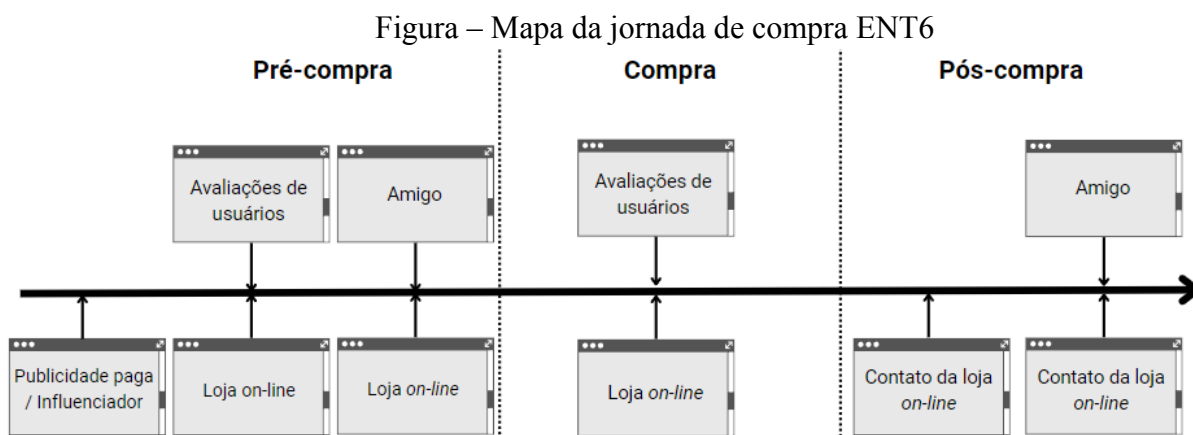 Figura – Mapa da jornada de compra ENT6
Pré-compra
Compra
Pós-compra
Avaliações de
usuários
Amigo
Avaliações de
usuários
Amigo
Publicidade paga
/ Influenciador
Loja on-line
Loja on-line
Loja on-line
Contato da loja
on-line
Contato da loja
on-line